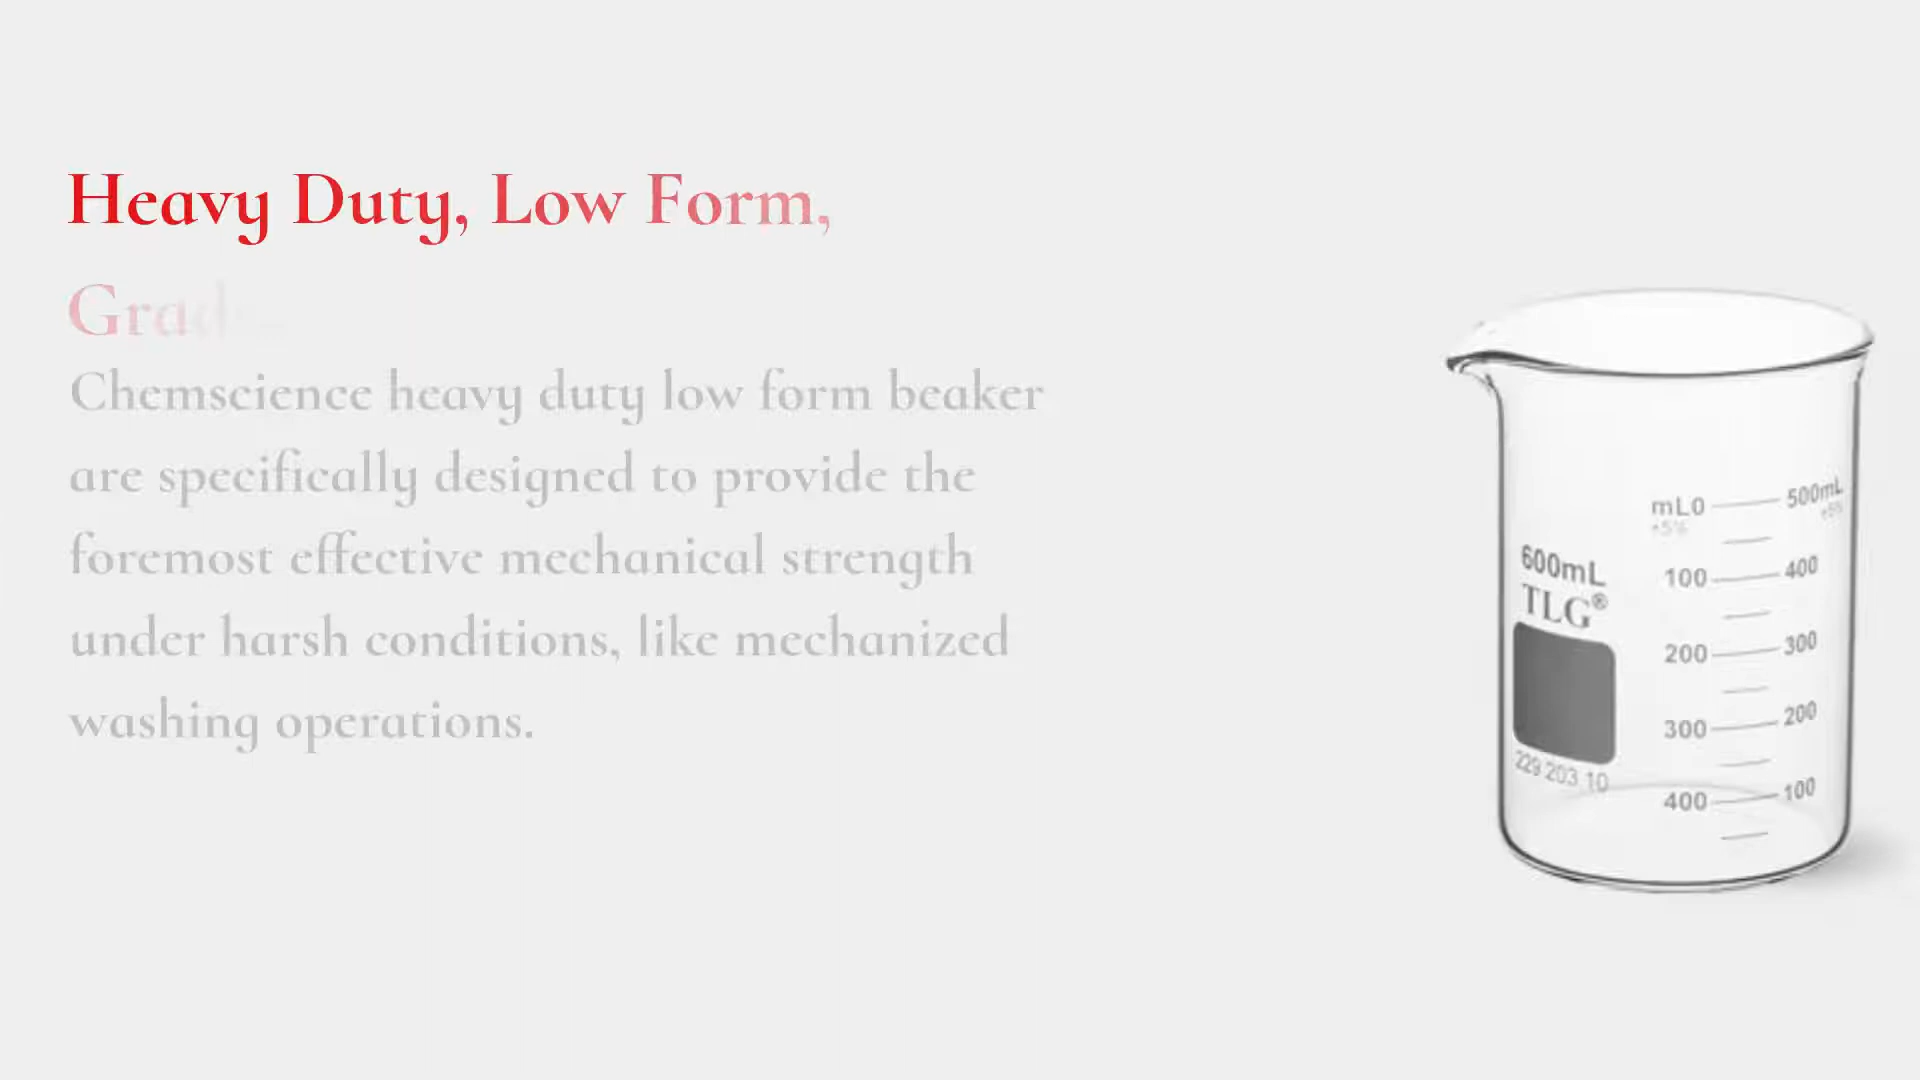 Heavy Duty, Low Form,
Chemscience heavy duty low form beaker
are specifically designed to provide the
foremost effective mechanical strength
under harsh conditions, like mechanized
washing operations.
mL0 500mL
±5% ±5%
600mL
100 400
TLG®
200 300
300 200
229 203 10
400 100